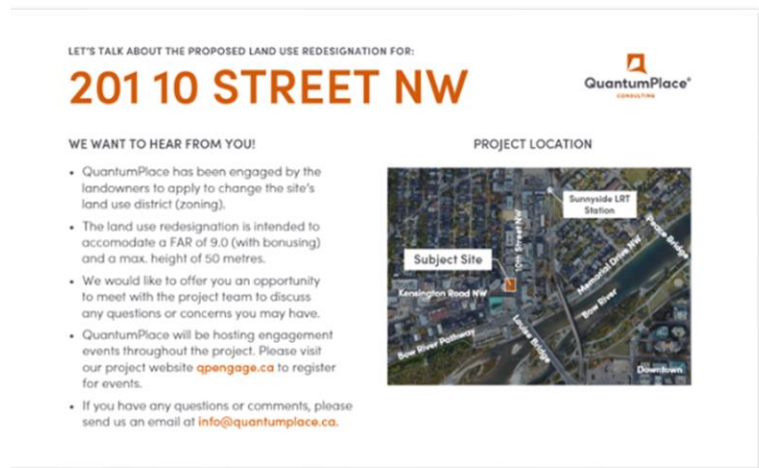 LET'S TALK ABOUT THE PROPOSED LAND USE REDESIGNATION FOR:
201 10 STREET NW
QuantumPlace®
CONSULTING
WE WANT TO HEAR FROM YOU!
• QuantumPlace has been engaged by the
landowners to apply to change the site's
land use district (zoning).
• The land use redesignation is intended to
accomodate a FAR of 9.0 (with bonusing)
and a max. height of 50 metres.
• We would like to offer you an opportunity
to meet with the project team to discuss
any questions or concerns you may have.
• QuantumPlace will be hosting engagement
events throughout the project. Please visit
our project website qpengage.ca to register
for events.
• If you have any questions or comments, please
send us an email at info@quantumplace.ca.
PROJECT LOCATION
Sunnyside LRT
Station
10th Street NW
Peace Bridge
Subject Site
Memorial Drive NW
Kensington Road NW
Bow River
Louise Bridge
Bow River Pathway
Downtown